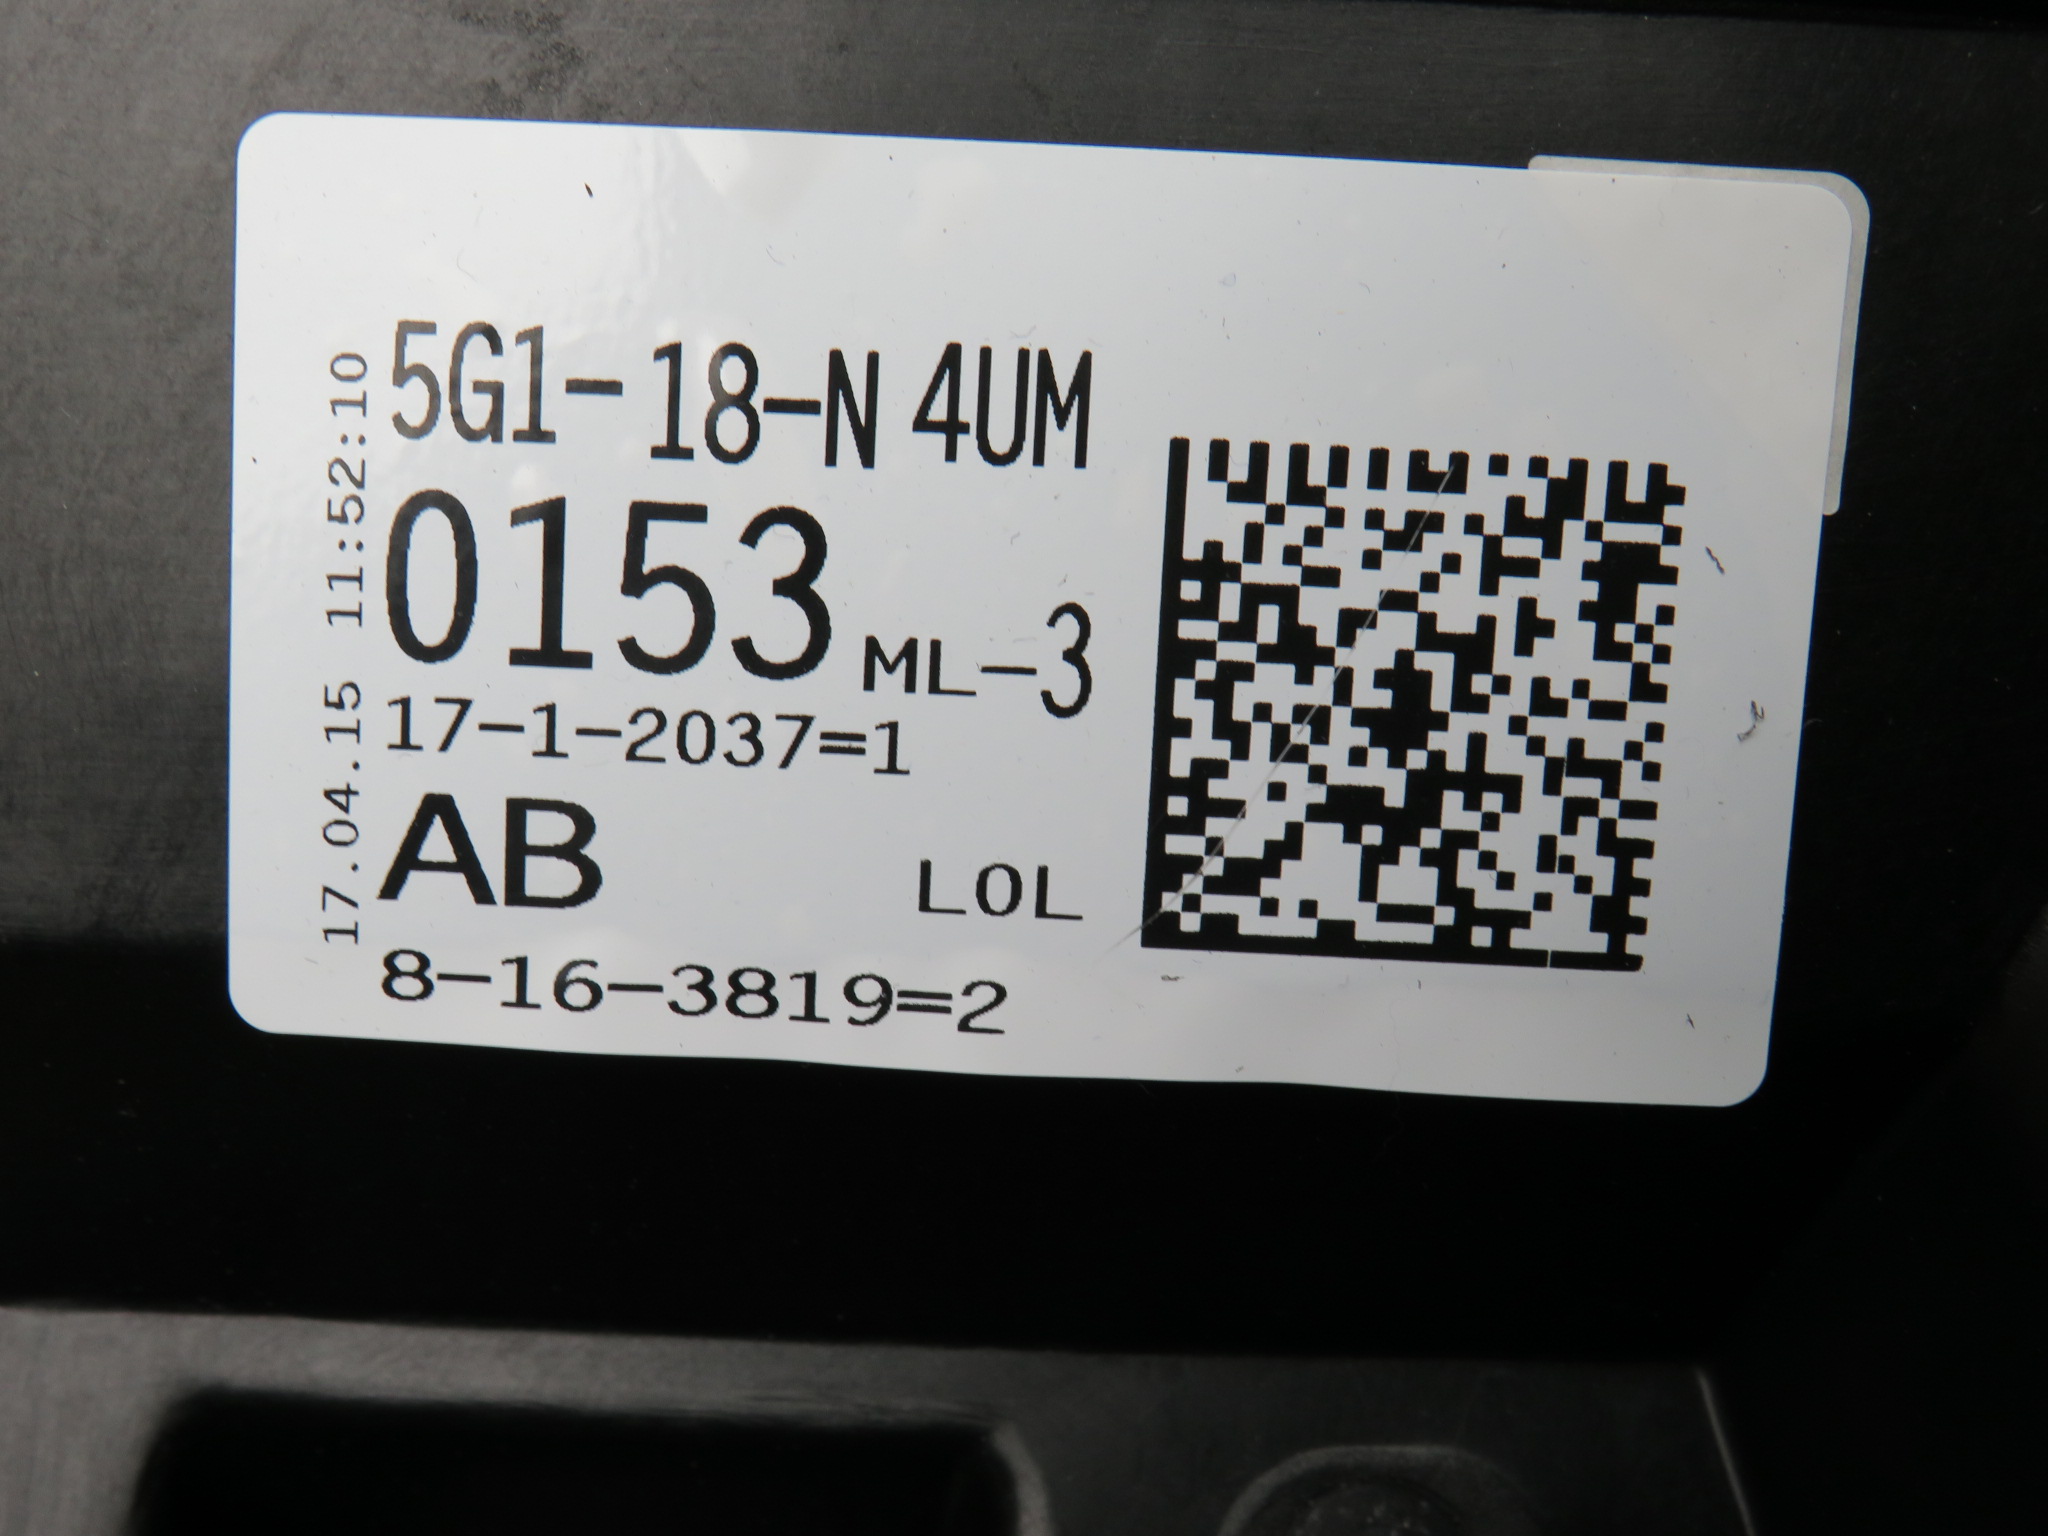 17.04.15 11:52:10
5G1-18-N 4UM
0153 ML-3
17-1-2037=1
AB LOL
8-16-3819=2